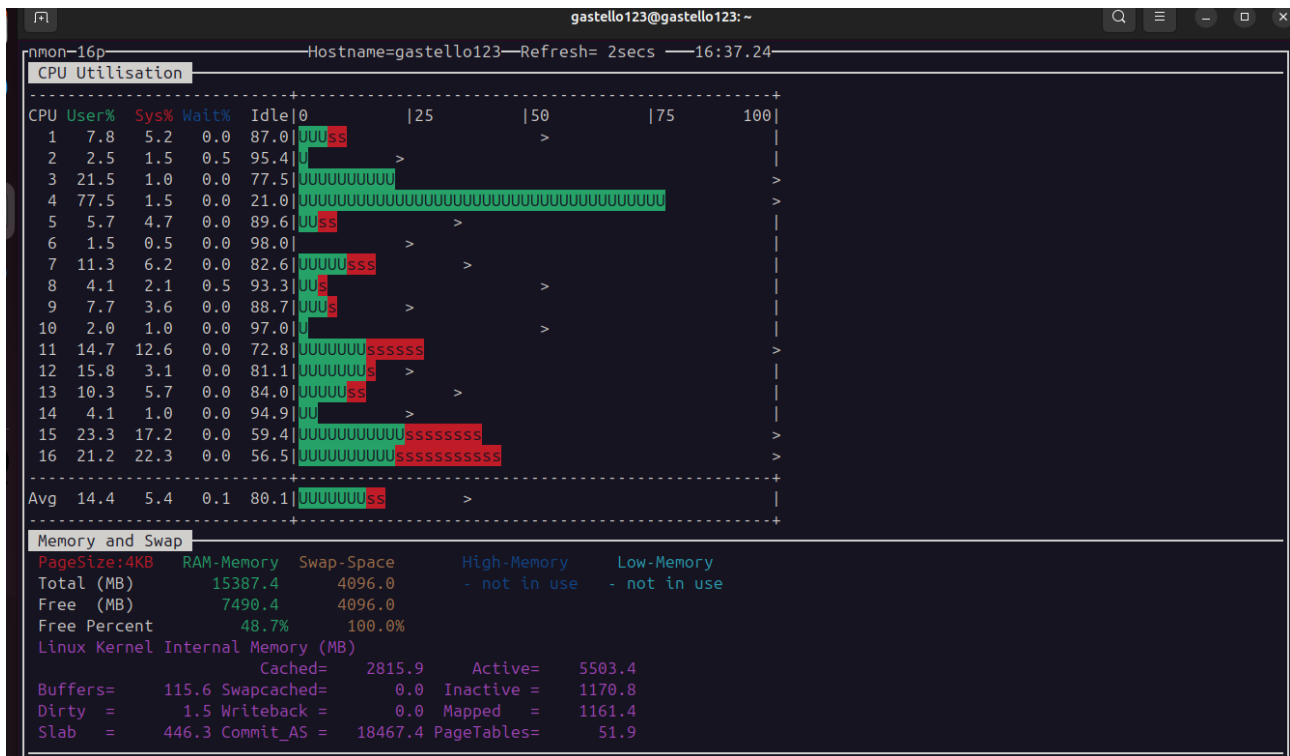 gastello123@gastello123: ~
nmon—16p—Hostname=gastello123—Refresh= 2secs —16:37.24
CPU Utilisation
---------------------------+-------------------------------------------------+
CPU User%  Sys% Wait%  Idle|0          |25         |50          |75       100|
1   7.8   5.2   0.0  87.0|UUUss                    >                       |
2   2.5   1.5   0.5  95.4|U         >                                      |
3  21.5   1.0   0.0  77.5|UUUUUUUUUU                                       >
4  77.5   1.5   0.0  21.0|UUUUUUUUUUUUUUUUUUUUUUUUUUUUUUUUUUUUUU           >
5   5.7   4.7   0.0  89.6|UUss            >                                |
6   1.5   0.5   0.0  98.0|           >                                     |
7  11.3   6.2   0.0  82.6|UUUUUsss         >                               |
8   4.1   2.1   0.5  93.3|UUs                      >                       |
9   7.7   3.6   0.0  88.7|UUUs       >                                     |
10   2.0   1.0   0.0  97.0|U                        >                       |
11  14.7  12.6   0.0  72.8|UUUUUUUssssss                                    >
12  15.8   3.1   0.0  81.1|UUUUUUUs   >                                     |
13  10.3   5.7   0.0  84.0|UUUUUss         >                                |
14   4.1   1.0   0.0  94.9|UU         >                                     |
15  23.3  17.2   0.0  59.4|UUUUUUUUUUUssssssss                              >
16  21.2  22.3   0.0  56.5|UUUUUUUUUUsssssssssss                            >
---------------------------+-------------------------------------------------+
Avg  14.4   5.4   0.1  80.1|UUUUUUUss        >                               |
---------------------------+-------------------------------------------------+
Memory and Swap
PageSize:4KB   RAM-Memory  Swap-Space       High-Memory     Low-Memory
Total (MB)        15387.4      4096.0       - not in use   - not in use
Free  (MB)         7490.4      4096.0
Free Percent         48.7%      100.0%
Linux Kernel Internal Memory (MB)
Cached=    2815.9     Active=    5503.4
Buffers=     115.6 Swapcached=       0.0  Inactive =    1170.8
Dirty  =       1.5 Writeback =       0.0  Mapped   =    1161.4
Slab   =     446.3 Commit_AS =   18467.4 PageTables=      51.9